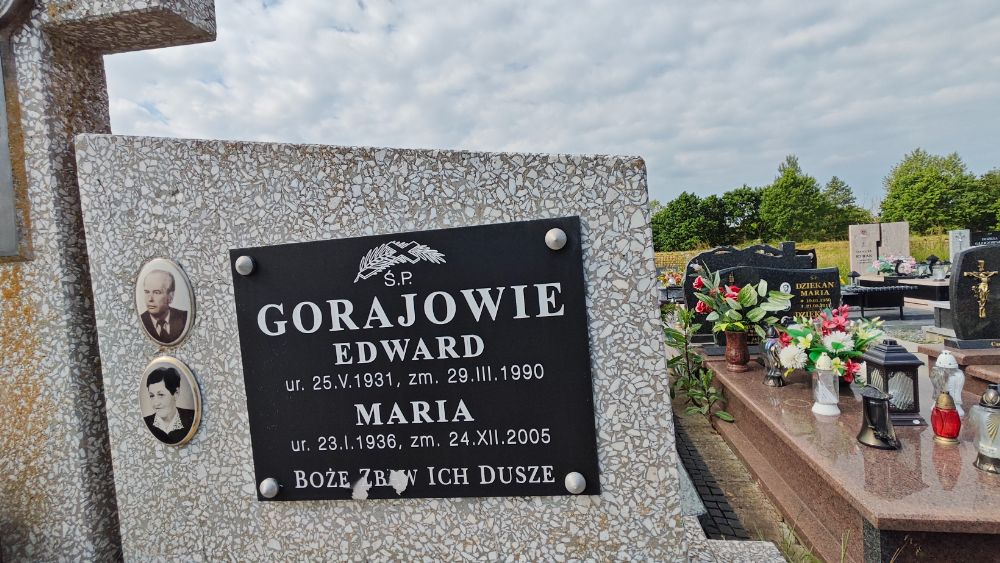 Ś.P.
GORAJOWIE
EDWARD
ur. 25.V.1931, zm. 29.III.1990
MARIA
ur. 23.I.1936, zm. 24.XII.2005
BOŻE ZBAW ICH DUSZE
DZIEKAN
MARIA